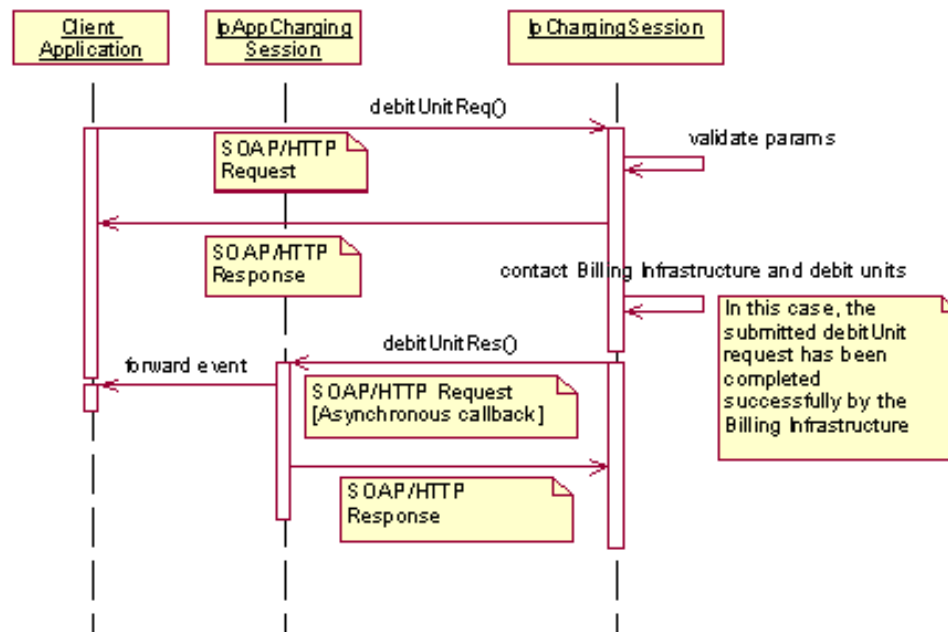 Client
Application
IpAppCharging
Session
IpChargingSession
debitUnitReq()
SOAP/HTTP
Request
validate params
SOAP/HTTP
Response
contact Billing Infrastructure and debit units
In this case, the
submitted debitUnit
request has been
completed
successfully by the
Billing Infrastructure
debitUnitRes()
forward event
SOAP/HTTP Request
[Asynchronous callback]
SOAP/HTTP
Response